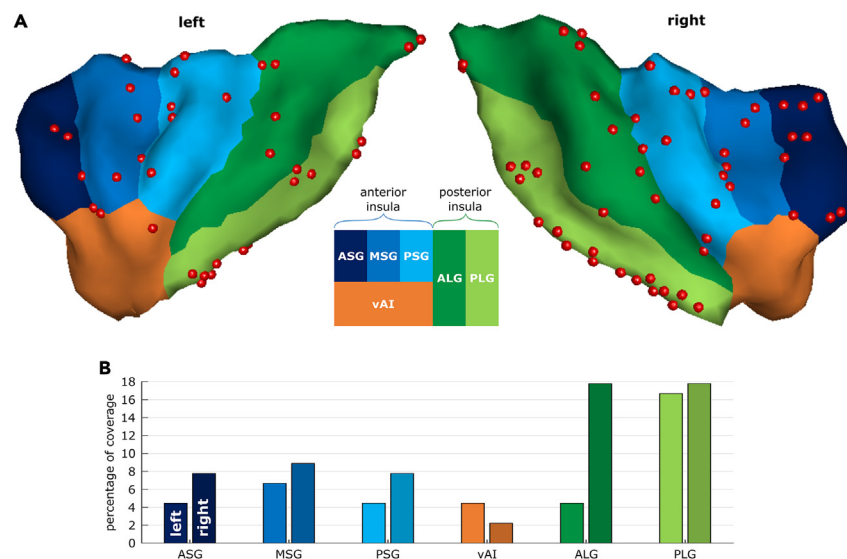 A
left
right
anterior
insula
posterior
insula
ASG MSG PSG
ALG PLG
vAI
B
percentage of coverage
18
16
14
12
10
8
6
4
2
0
left
right
ASG MSG PSG vAI ALG PLG